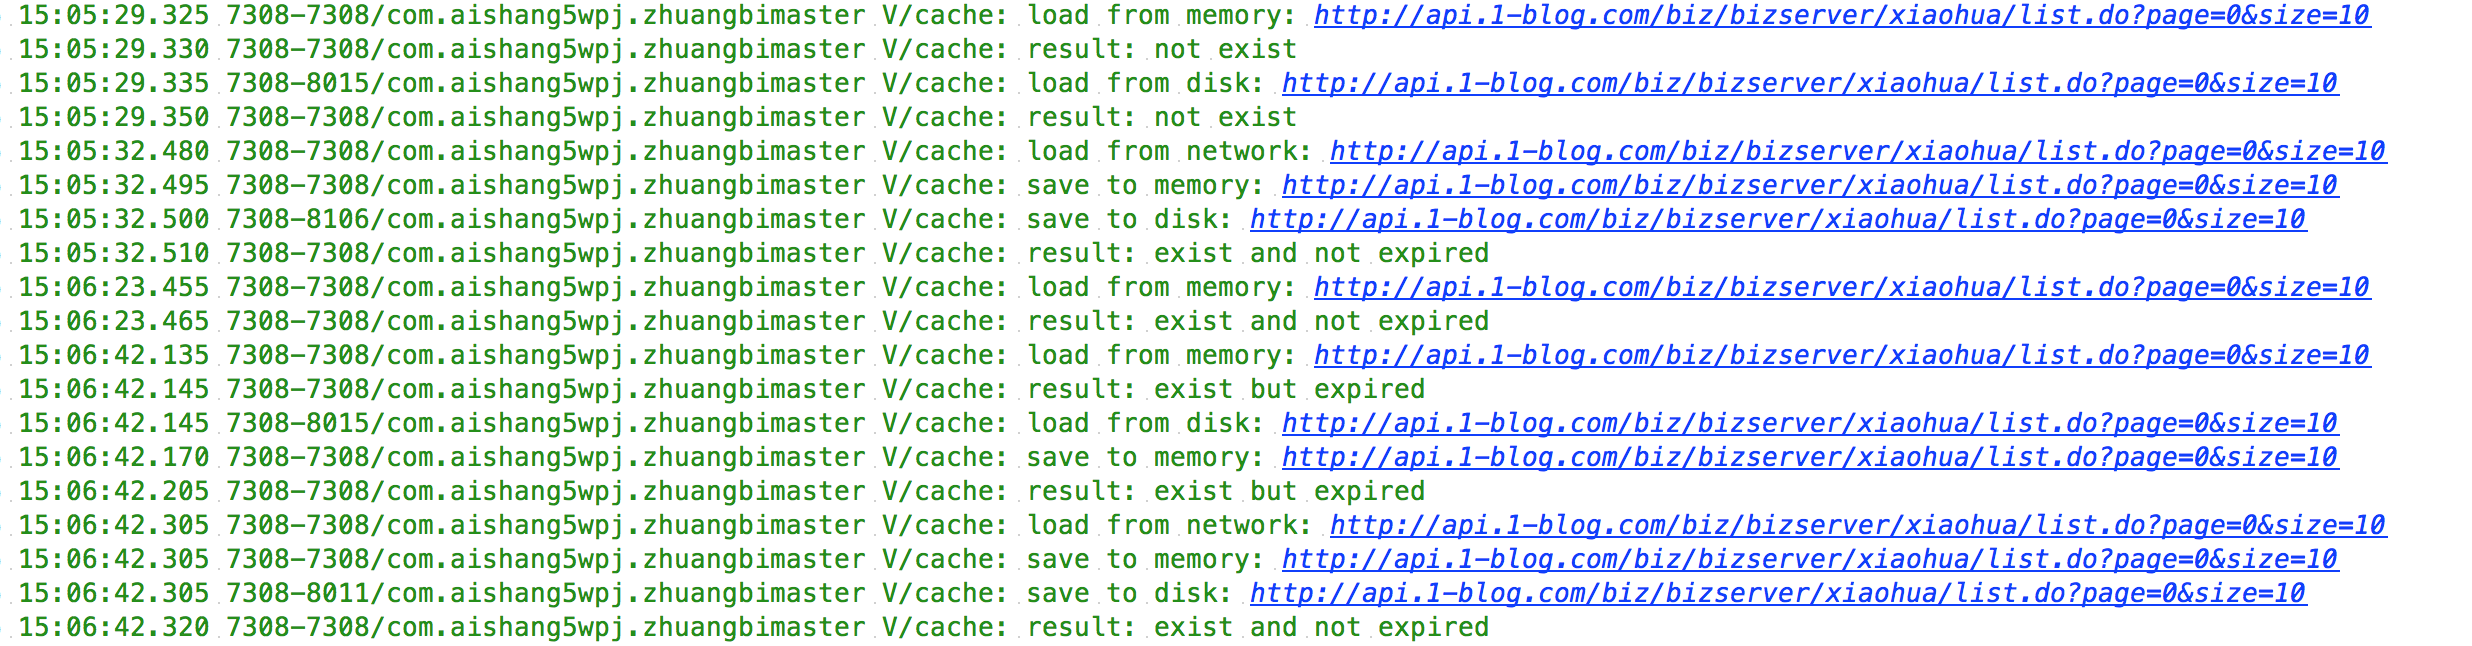 15:05:29.325 7308-7308/com.aishang5wpj.zhuangbimaster V/cache: load from memory: http://api.1-blog.com/biz/bizserver/xiaohua/list.do?page=0&size=10
15:05:29.330 7308-7308/com.aishang5wpj.zhuangbimaster V/cache: result: not exist
15:05:29.335 7308-8015/com.aishang5wpj.zhuangbimaster V/cache: load from disk: http://api.1-blog.com/biz/bizserver/xiaohua/list.do?page=0&size=10
15:05:29.350 7308-7308/com.aishang5wpj.zhuangbimaster V/cache: result: not exist
15:05:32.480 7308-7308/com.aishang5wpj.zhuangbimaster V/cache: load from network: http://api.1-blog.com/biz/bizserver/xiaohua/list.do?page=0&size=10
15:05:32.495 7308-7308/com.aishang5wpj.zhuangbimaster V/cache: save to memory: http://api.1-blog.com/biz/bizserver/xiaohua/list.do?page=0&size=10
15:05:32.500 7308-8106/com.aishang5wpj.zhuangbimaster V/cache: save to disk: http://api.1-blog.com/biz/bizserver/xiaohua/list.do?page=0&size=10
15:05:32.510 7308-7308/com.aishang5wpj.zhuangbimaster V/cache: result: exist and not expired
15:06:23.455 7308-7308/com.aishang5wpj.zhuangbimaster V/cache: load from memory: http://api.1-blog.com/biz/bizserver/xiaohua/list.do?page=0&size=10
15:06:23.465 7308-7308/com.aishang5wpj.zhuangbimaster V/cache: result: exist and not expired
15:06:42.135 7308-7308/com.aishang5wpj.zhuangbimaster V/cache: load from memory: http://api.1-blog.com/biz/bizserver/xiaohua/list.do?page=0&size=10
15:06:42.145 7308-7308/com.aishang5wpj.zhuangbimaster V/cache: result: exist but expired
15:06:42.145 7308-8015/com.aishang5wpj.zhuangbimaster V/cache: load from disk: http://api.1-blog.com/biz/bizserver/xiaohua/list.do?page=0&size=10
15:06:42.170 7308-7308/com.aishang5wpj.zhuangbimaster V/cache: save to memory: http://api.1-blog.com/biz/bizserver/xiaohua/list.do?page=0&size=10
15:06:42.205 7308-7308/com.aishang5wpj.zhuangbimaster V/cache: result: exist but expired
15:06:42.305 7308-7308/com.aishang5wpj.zhuangbimaster V/cache: load from network: http://api.1-blog.com/biz/bizserver/xiaohua/list.do?page=0&size=10
15:06:42.305 7308-7308/com.aishang5wpj.zhuangbimaster V/cache: save to memory: http://api.1-blog.com/biz/bizserver/xiaohua/list.do?page=0&size=10
15:06:42.305 7308-8011/com.aishang5wpj.zhuangbimaster V/cache: save to disk: http://api.1-blog.com/biz/bizserver/xiaohua/list.do?page=0&size=10
15:06:42.320 7308-7308/com.aishang5wpj.zhuangbimaster V/cache: result: exist and not expired